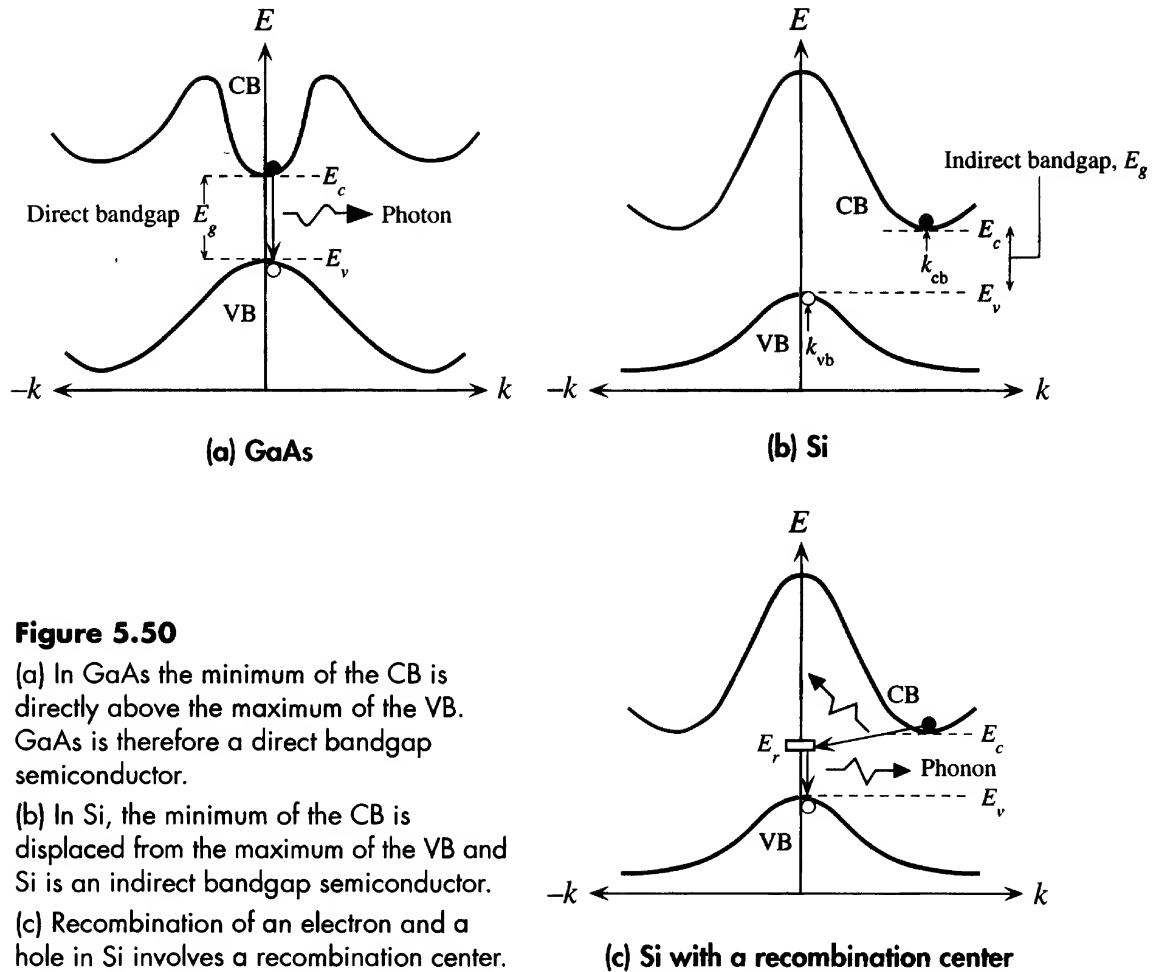 E
CB
E_c
Direct bandgap E_g
Photon
E_v
VB
–k
k
(a) GaAs
E
Indirect bandgap, E_g
CB
E_c
k_cb
E_v
VB
k_vb
–k
k
(b) Si
Figure 5.50
(a) In GaAs the minimum of the CB is
directly above the maximum of the VB.
GaAs is therefore a direct bandgap
semiconductor.
(b) In Si, the minimum of the CB is
displaced from the maximum of the VB and
Si is an indirect bandgap semiconductor.
(c) Recombination of an electron and a
hole in Si involves a recombination center.
E
CB
E_r
E_c
Phonon
E_v
VB
–k
k
(c) Si with a recombination center